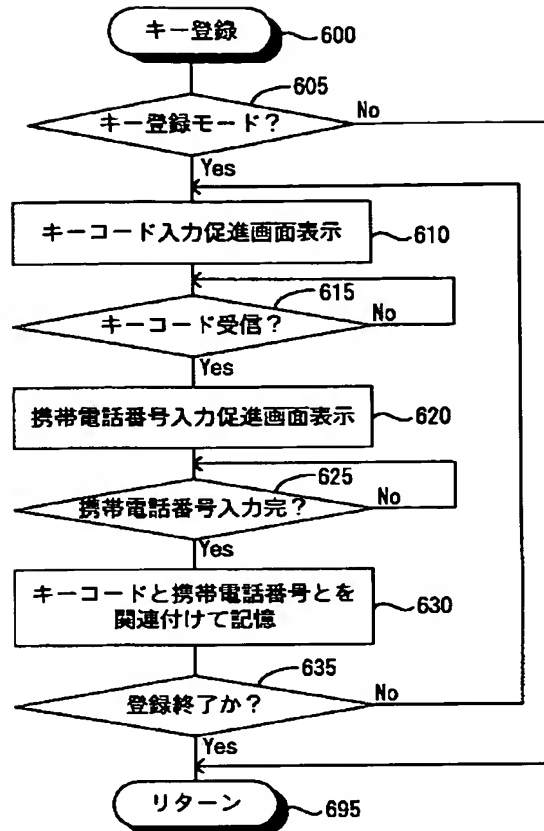 キー登録
600
605
キー登録モード？
No
Yes
キーコード入力促進画面表示
610
615
キーコード受信？
No
Yes
携帯電話番号入力促進画面表示
620
625
携帯電話番号入力完？
No
Yes
キーコードと携帯電話番号とを
関連付けて記憶
630
635
登録終了か？
No
Yes
リターン
695